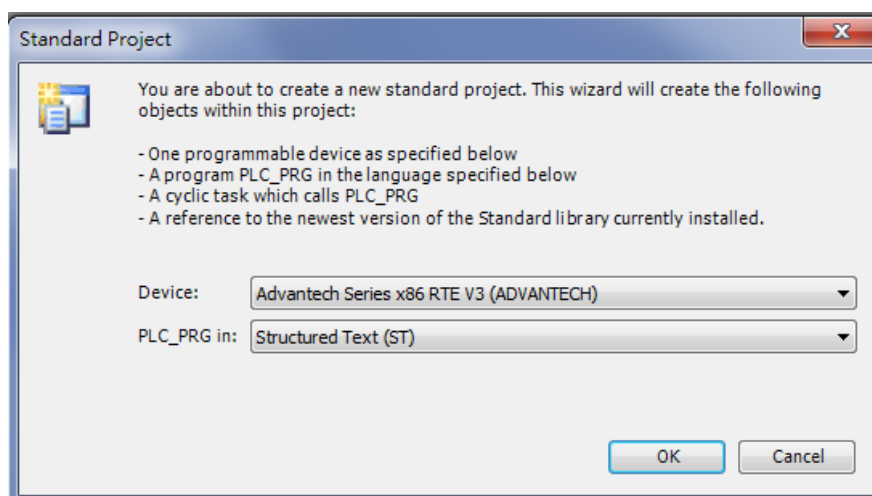 Standard Project
You are about to create a new standard project. This wizard will create the following
objects within this project:
- One programmable device as specified below
- A program PLC_PRG in the language specified below
- A cyclic task which calls PLC_PRG
- A reference to the newest version of the Standard library currently installed.
Device:
Advantech Series x86 RTE V3 (ADVANTECH)
PLC_PRG in:
Structured Text (ST)
OK
Cancel